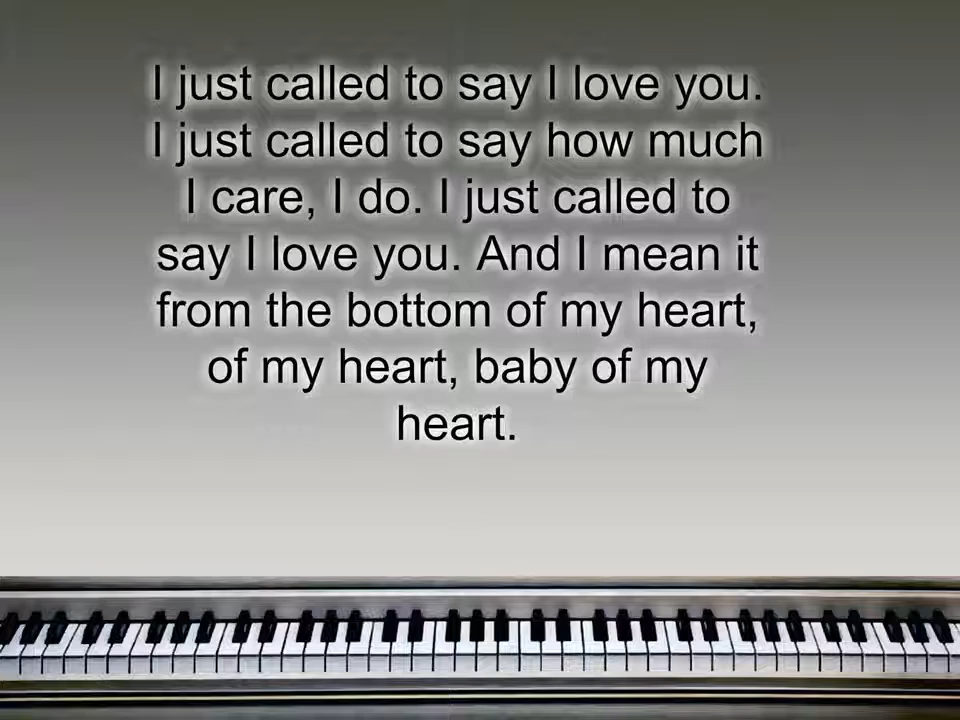 I just called to say I love you.
I just called to say how much
I care, I do. I just called to
say I love you. And I mean it
from the bottom of my heart,
of my heart, baby of my
heart.